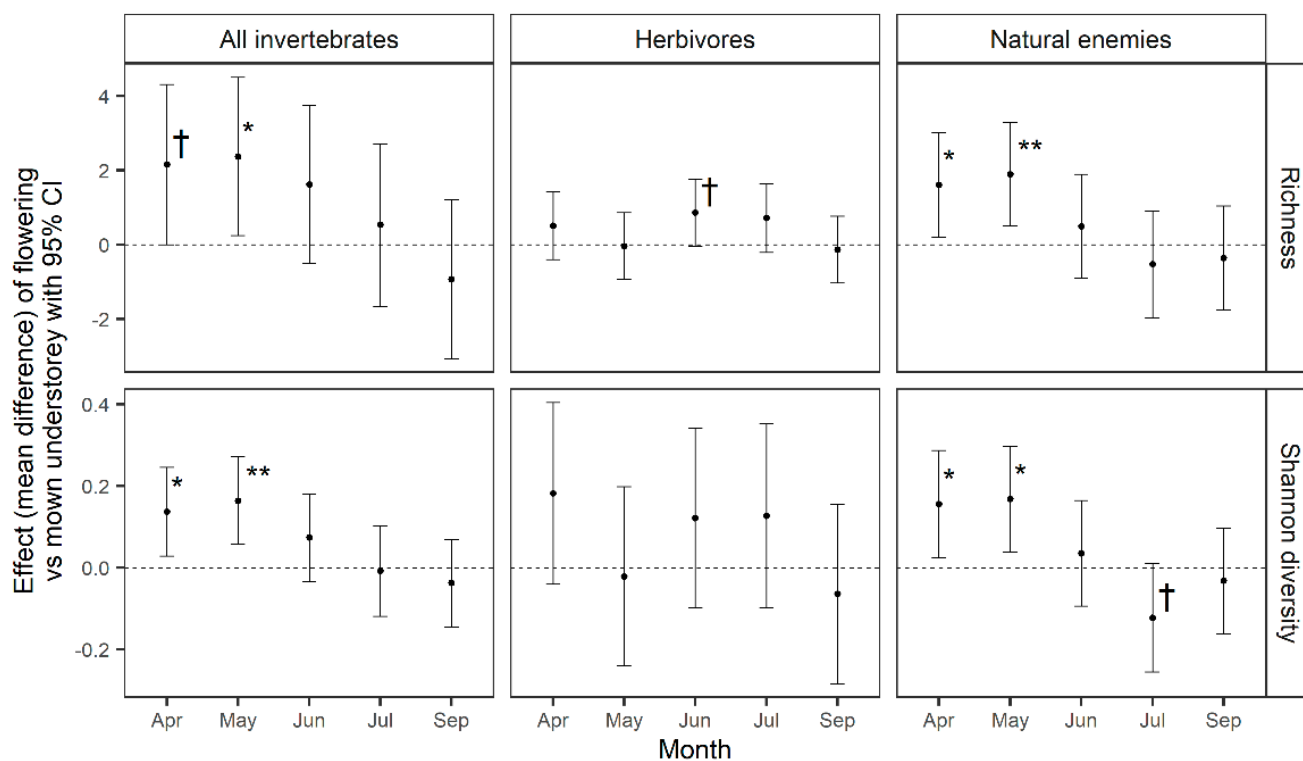 All invertebrates
Herbivores
Natural enemies
Effect (mean difference) of flowering
vs mown understorey with 95% CI
4
2
0
-2
†
*
†
*
**
Richness
0.4
0.2
0.0
-0.2
*
**
*
*
†
Shannon diversity
Apr May Jun Jul Sep
Apr May Jun Jul Sep
Apr May Jun Jul Sep
Month